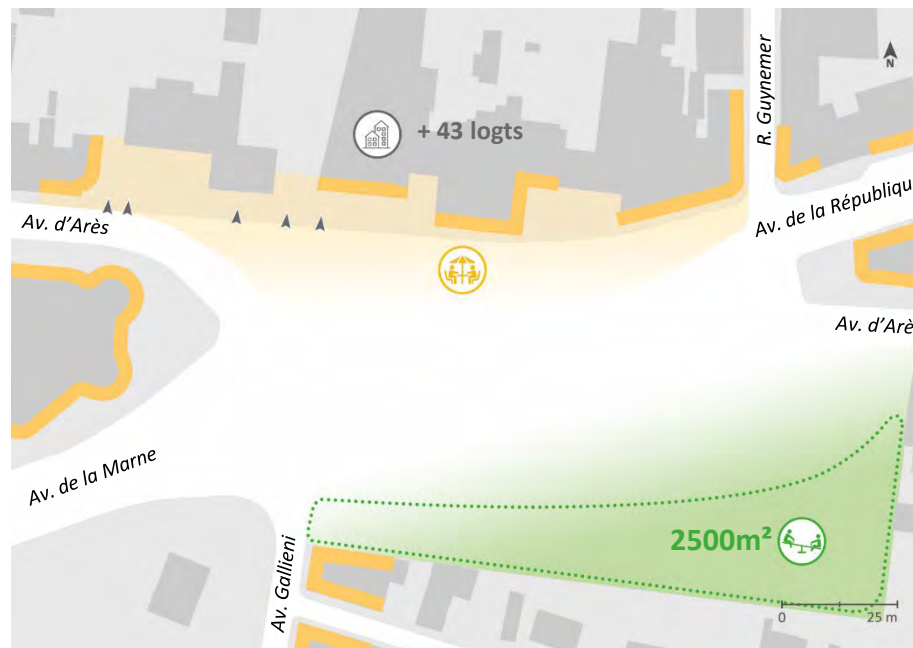 N
+ 43 logts
R. Guynemer
Av. d'Arès
Av. de la Républiqu
Av. d'Arè
Av. de la Marne
Av. Gallieni
2500m²
0 25 m